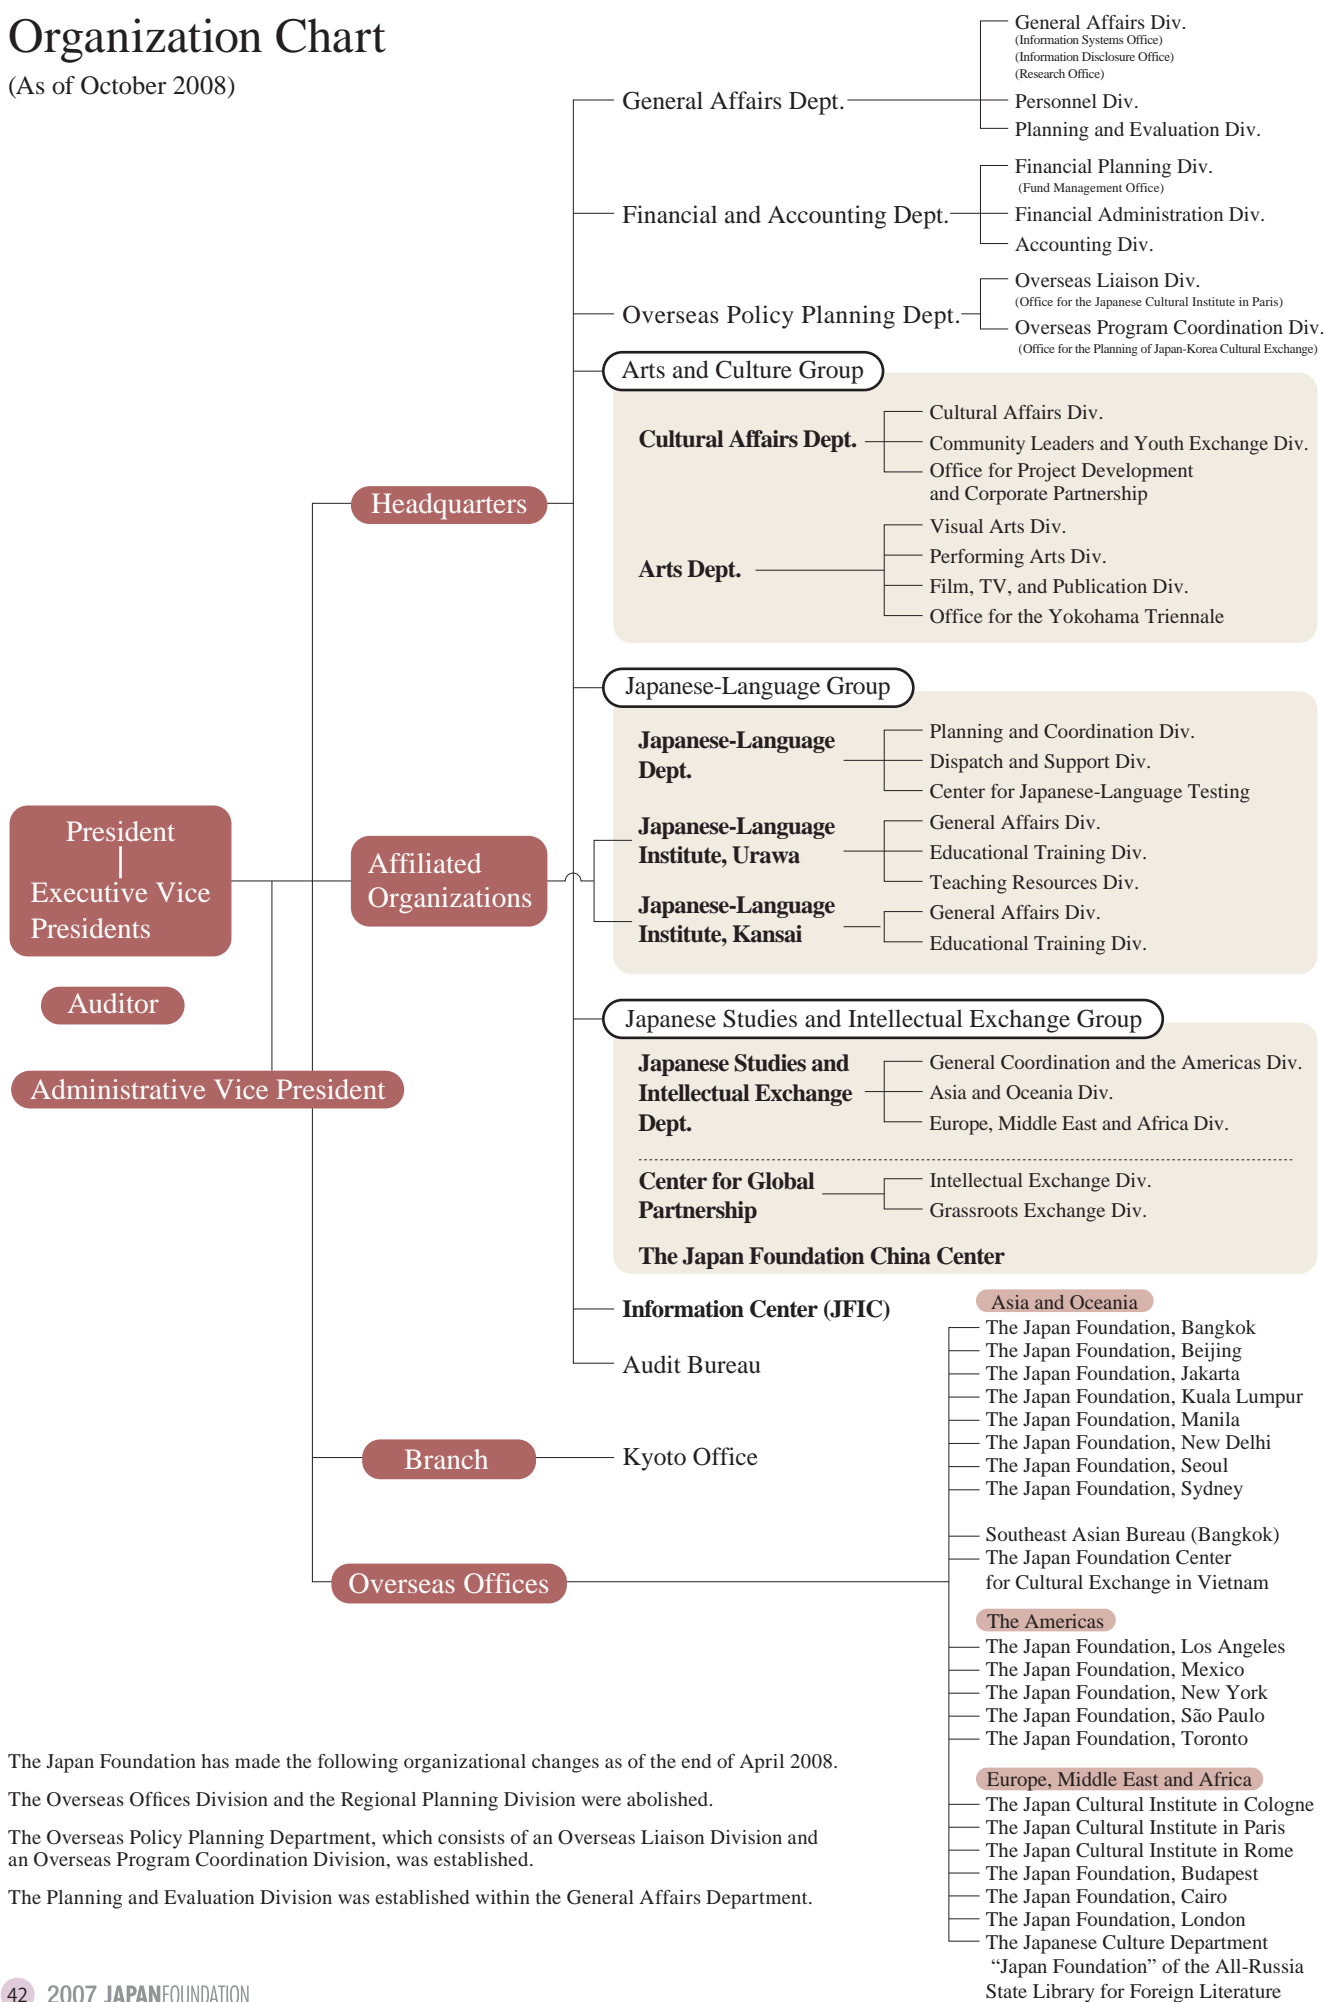 Organization Chart
(As of October 2008)
General Affairs Dept.
General Affairs Div.
(Information Systems Office)
(Information Disclosure Office)
(Research Office)
Personnel Div.
Planning and Evaluation Div.
Financial and Accounting Dept.
Financial Planning Div.
(Fund Management Office)
Financial Administration Div.
Accounting Div.
Overseas Policy Planning Dept.
Overseas Liaison Div.
(Office for the Japanese Cultural Institute in Paris)
Overseas Program Coordination Div.
(Office for the Planning of Japan-Korea Cultural Exchange)
Arts and Culture Group
Cultural Affairs Dept.
Cultural Affairs Div.
Community Leaders and Youth Exchange Div.
Office for Project Development
and Corporate Partnership
Headquarters
Arts Dept.
Visual Arts Div.
Performing Arts Div.
Film, TV, and Publication Div.
Office for the Yokohama Triennale
Japanese-Language Group
Japanese-Language
Dept.
Planning and Coordination Div.
Dispatch and Support Div.
Center for Japanese-Language Testing
President
Executive Vice
Presidents
Affiliated
Organizations
Japanese-Language
Institute, Urawa
General Affairs Div.
Educational Training Div.
Teaching Resources Div.
Japanese-Language
Institute, Kansai
General Affairs Div.
Educational Training Div.
Auditor
Administrative Vice President
Japanese Studies and Intellectual Exchange Group
Japanese Studies and
Intellectual Exchange
Dept.
General Coordination and the Americas Div.
Asia and Oceania Div.
Europe, Middle East and Africa Div.
Center for Global
Partnership
Intellectual Exchange Div.
Grassroots Exchange Div.
The Japan Foundation China Center
Information Center (JFIC)
Audit Bureau
Branch
Kyoto Office
Overseas Offices
Asia and Oceania
The Japan Foundation, Bangkok
The Japan Foundation, Beijing
The Japan Foundation, Jakarta
The Japan Foundation, Kuala Lumpur
The Japan Foundation, Manila
The Japan Foundation, New Delhi
The Japan Foundation, Seoul
The Japan Foundation, Sydney
Southeast Asian Bureau (Bangkok)
The Japan Foundation Center
for Cultural Exchange in Vietnam
The Americas
The Japan Foundation, Los Angeles
The Japan Foundation, Mexico
The Japan Foundation, New York
The Japan Foundation, São Paulo
The Japan Foundation, Toronto
Europe, Middle East and Africa
The Japan Cultural Institute in Cologne
The Japan Cultural Institute in Paris
The Japan Cultural Institute in Rome
The Japan Foundation, Budapest
The Japan Foundation, Cairo
The Japan Foundation, London
The Japanese Culture Department
“Japan Foundation” of the All-Russia
State Library for Foreign Literature
The Japan Foundation has made the following organizational changes as of the end of April 2008.
The Overseas Offices Division and the Regional Planning Division were abolished.
The Overseas Policy Planning Department, which consists of an Overseas Liaison Division and
an Overseas Program Coordination Division, was established.
The Planning and Evaluation Division was established within the General Affairs Department.
42 2007 JAPANFOUNDATION